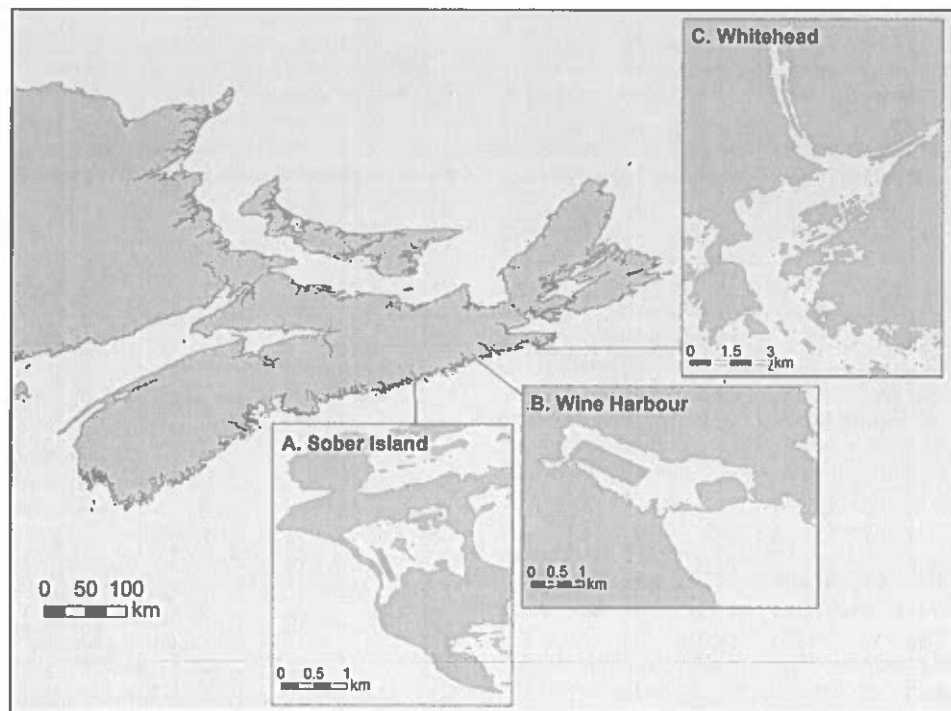 C. Whitehead
0 1.5 3
km
B. Wine Harbour
0 0.5 1
km
A. Sober Island
0 50 100
km
0 0.5 1
km